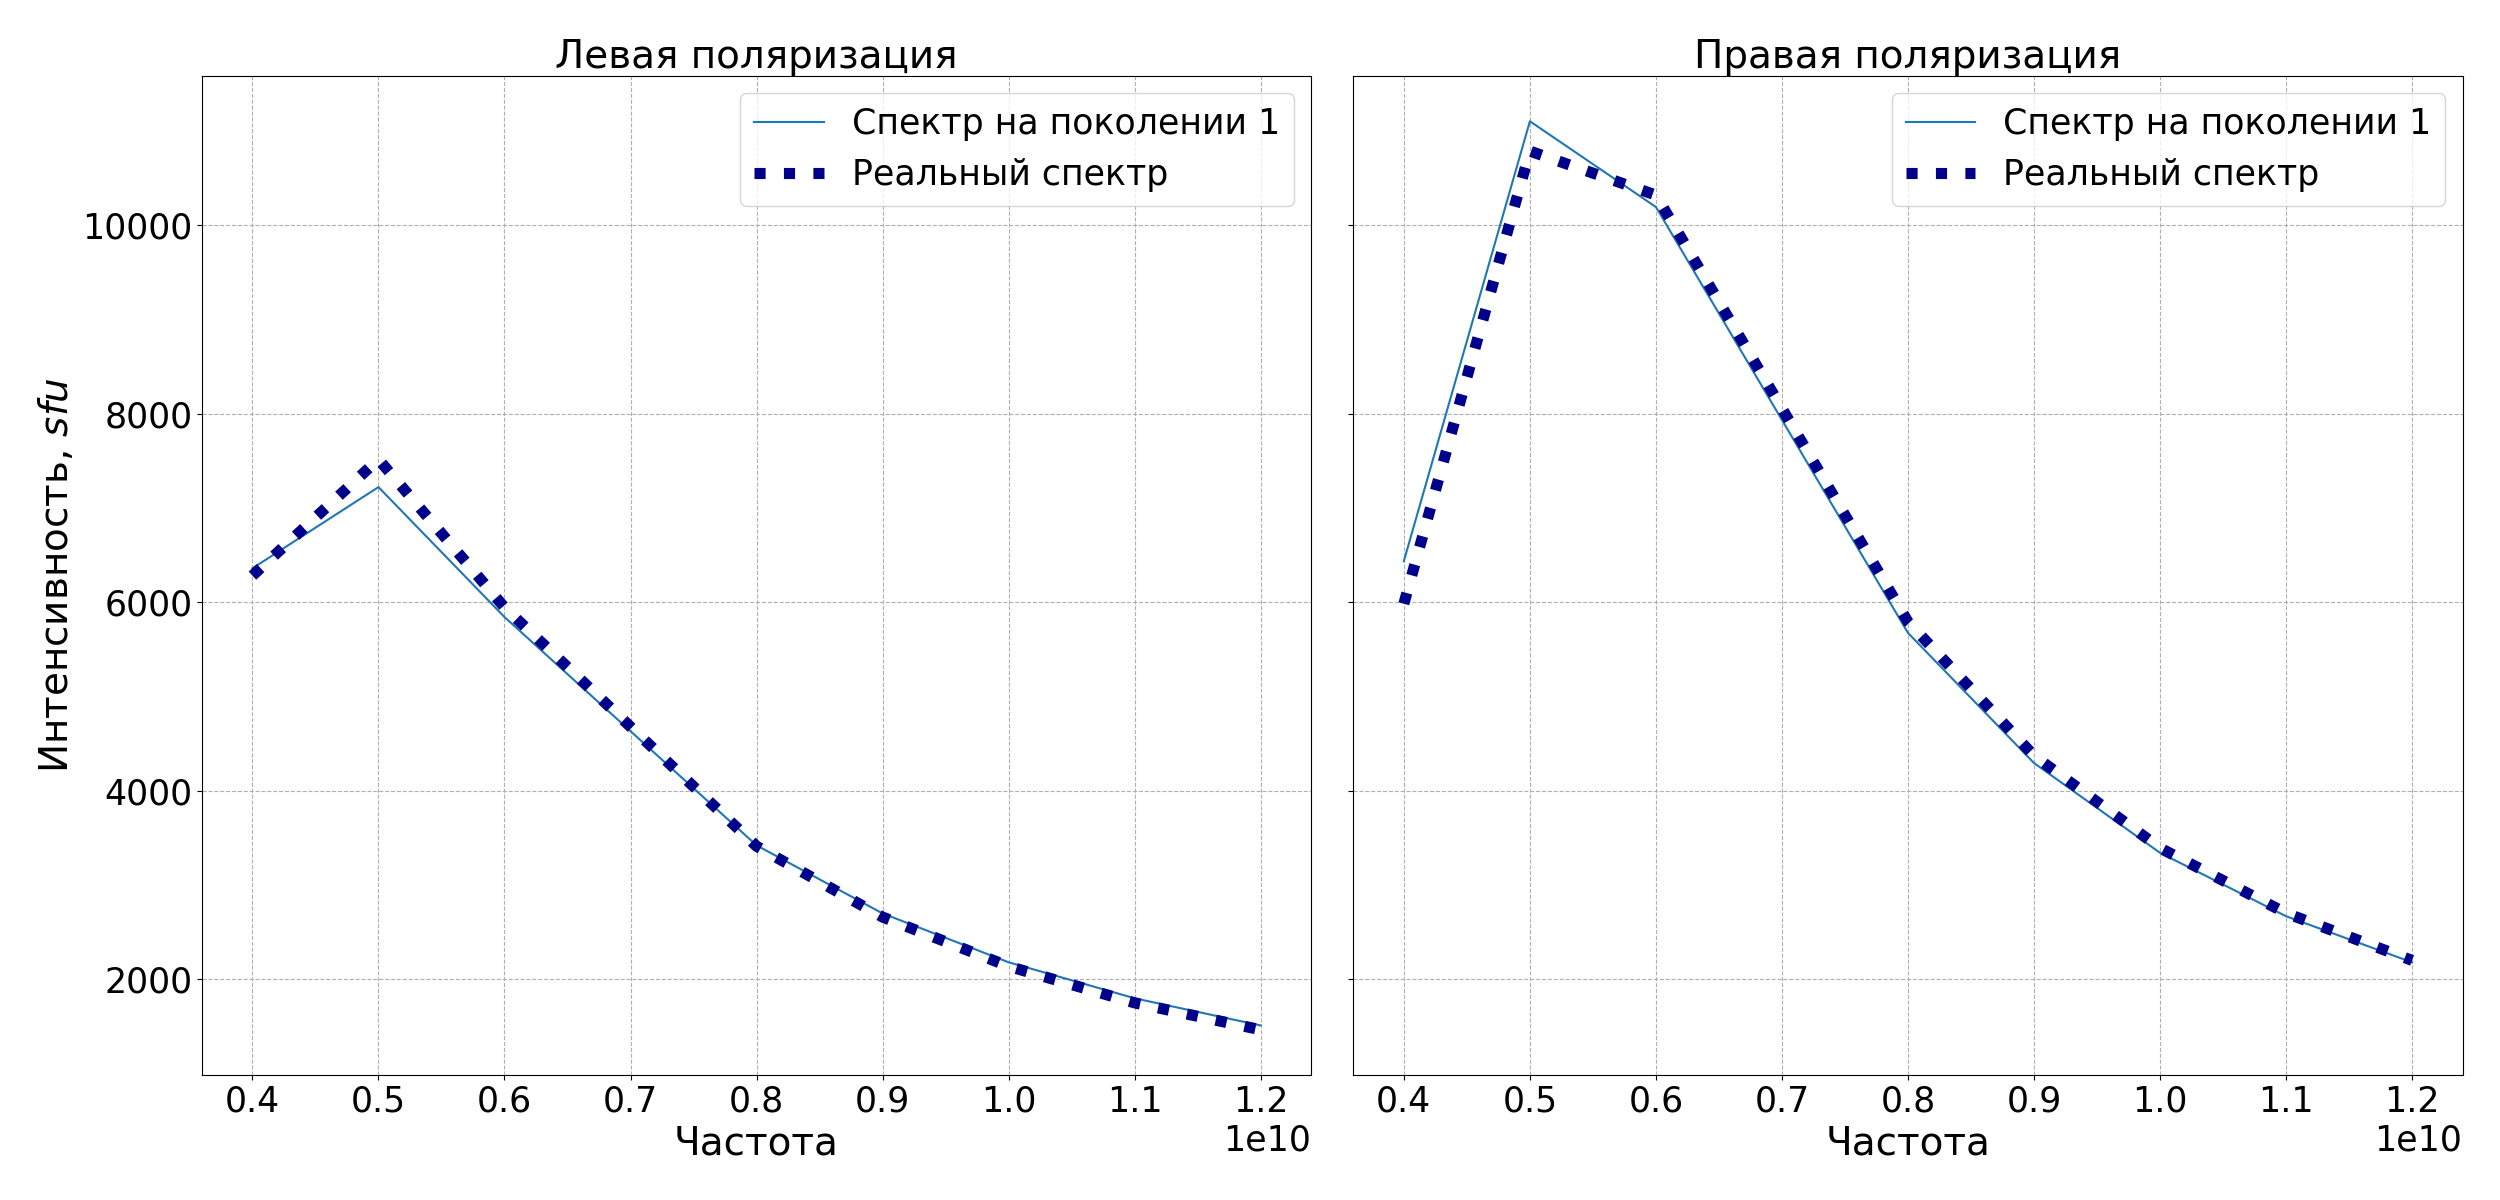 Левая поляризация
Спектр на поколении 1
Реальный спектр
Интенсивность, sfu
10000
8000
6000
4000
2000
0.4 0.5 0.6 0.7 0.8 0.9 1.0 1.1 1.2
1e10
Частота
Правая поляризация
Спектр на поколении 1
Реальный спектр
0.4 0.5 0.6 0.7 0.8 0.9 1.0 1.1 1.2
1e10
Частота